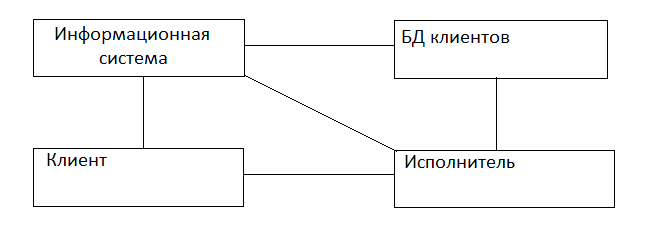 Информационная
система
БД клиентов
Клиент
Исполнитель